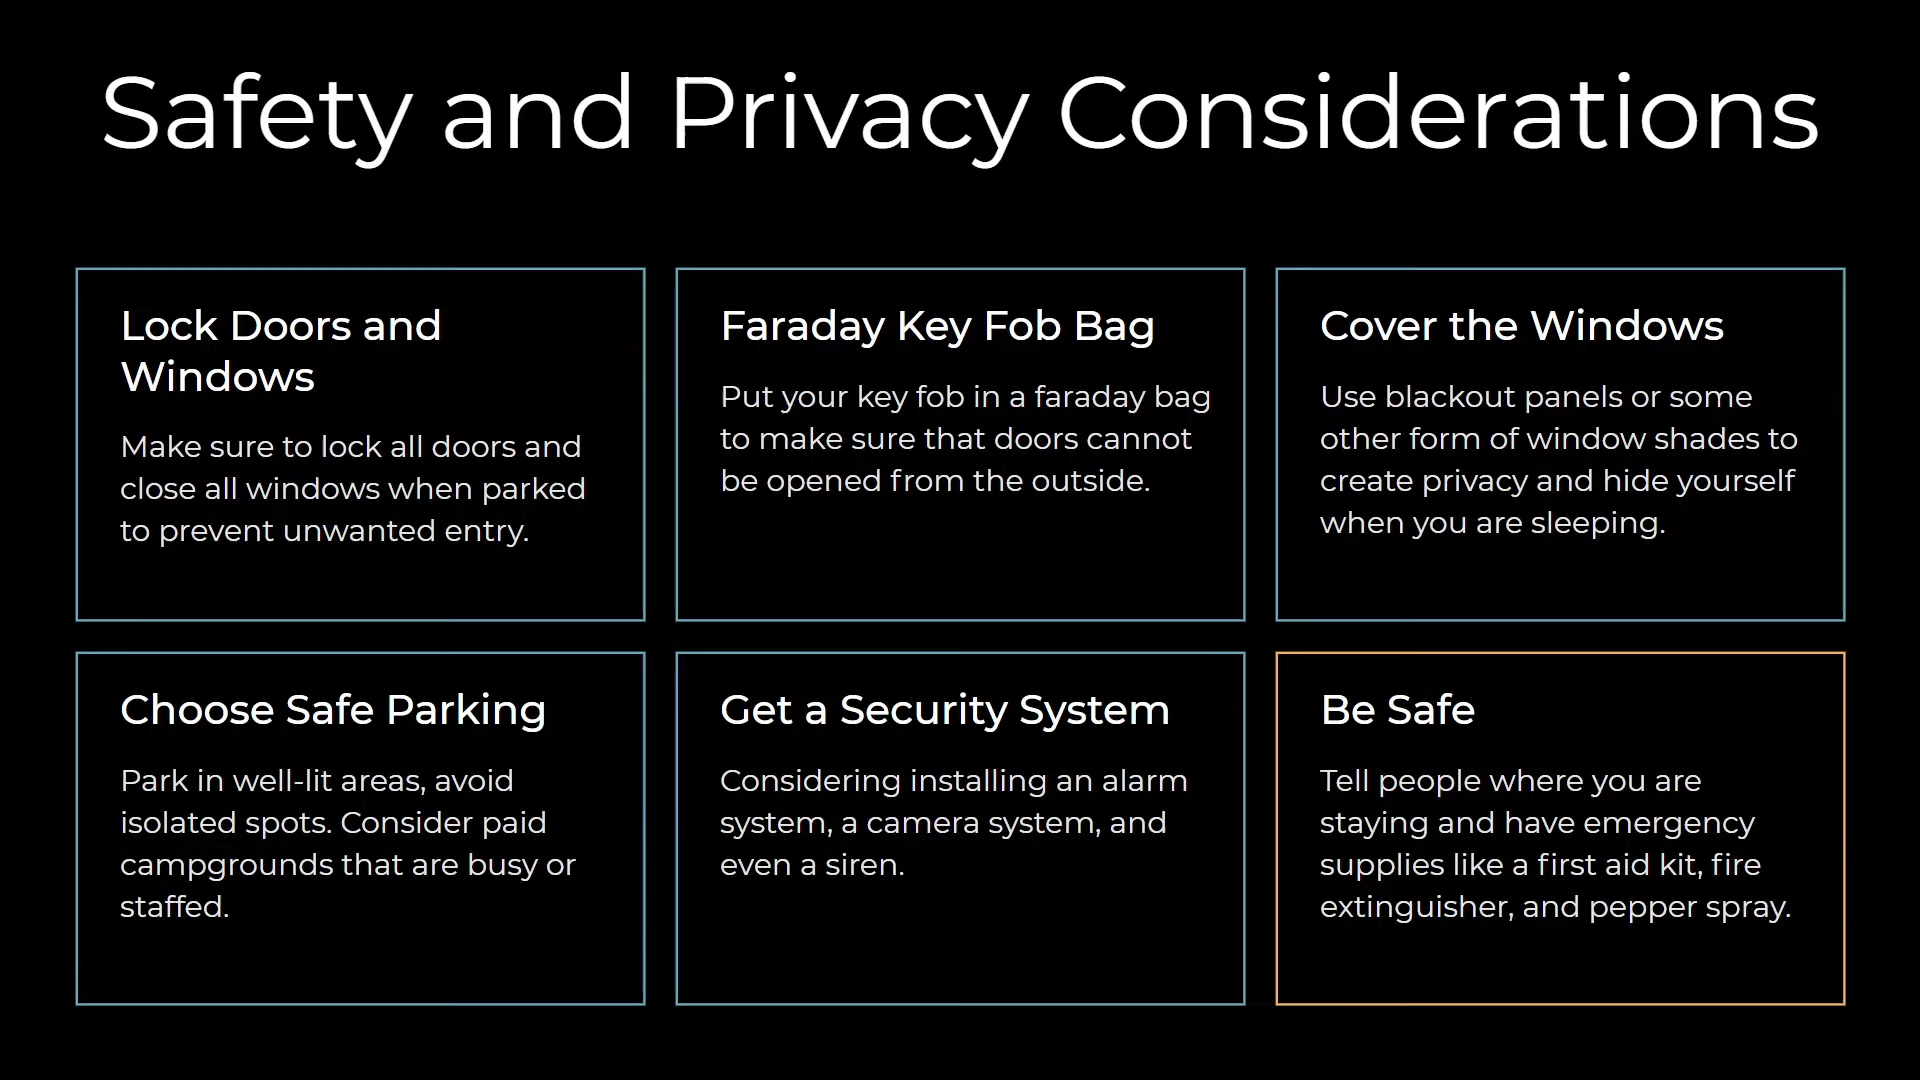 Safety and Privacy Considerations
Lock Doors and
Windows
Make sure to lock all doors and
close all windows when parked
to prevent unwanted entry.
Faraday Key Fob Bag
Put your key fob in a faraday bag
to make sure that doors cannot
be opened from the outside.
Cover the Windows
Use blackout panels or some
other form of window shades to
create privacy and hide yourself
when you are sleeping.
Choose Safe Parking
Park in well-lit areas, avoid
isolated spots. Consider paid
campgrounds that are busy or
staffed.
Get a Security System
Considering installing an alarm
system, a camera system, and
even a siren.
Be Safe
Tell people where you are
staying and have emergency
supplies like a first aid kit, fire
extinguisher, and pepper spray.